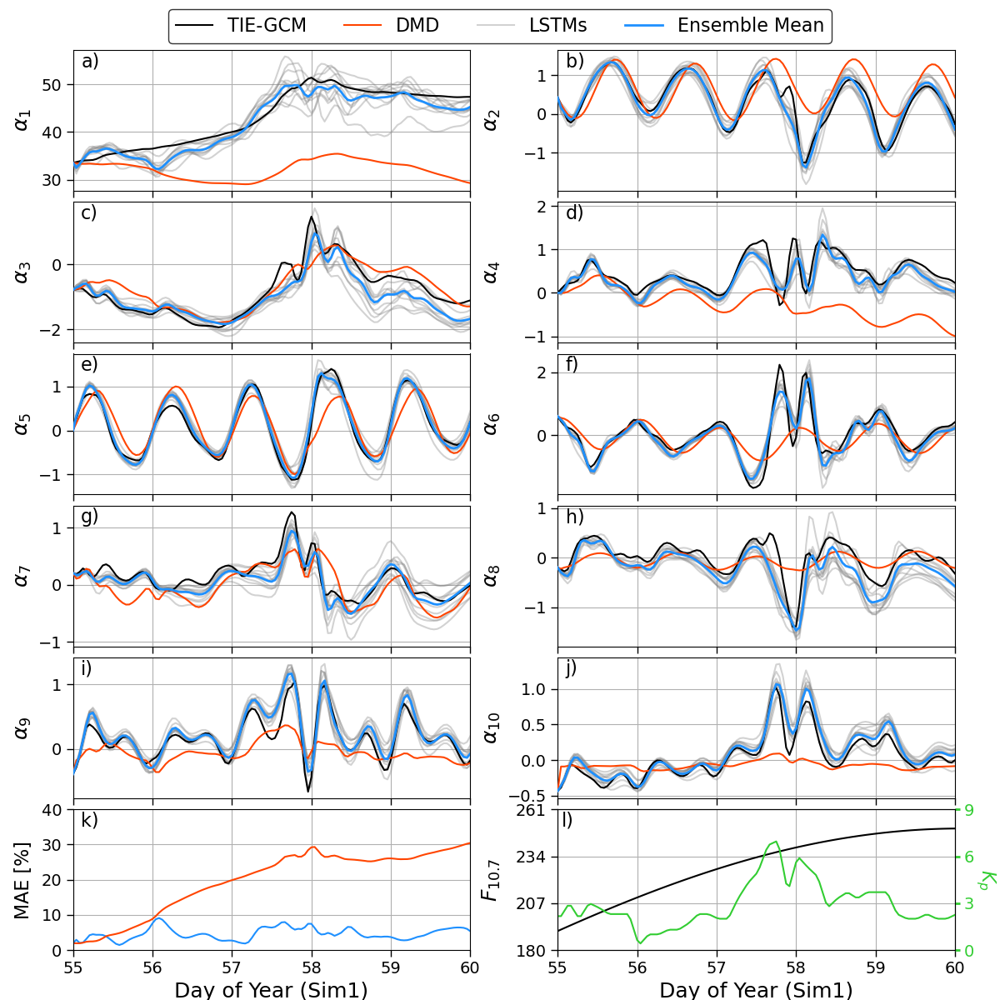 TIE-GCM DMD LSTMs Ensemble Mean
a) b)
50
40
30
α1
1
0
−1
α2
c) d)
0
−2
α3
2
1
0
−1
α4
e) f)
1
0
−1
α5
2
0
α6
g) h)
1
0
−1
α7
1
0
−1
α8
i) j)
1
0
α9
1.0
0.5
0.0
−0.5
α10
k) l)
40
30
20
10
0
MAE [%]
261
234
207
180
F10.7
9
6
3
0
Kp
55 56 57 58 59 60
55 56 57 58 59 60
Day of Year (Sim1) Day of Year (Sim1)